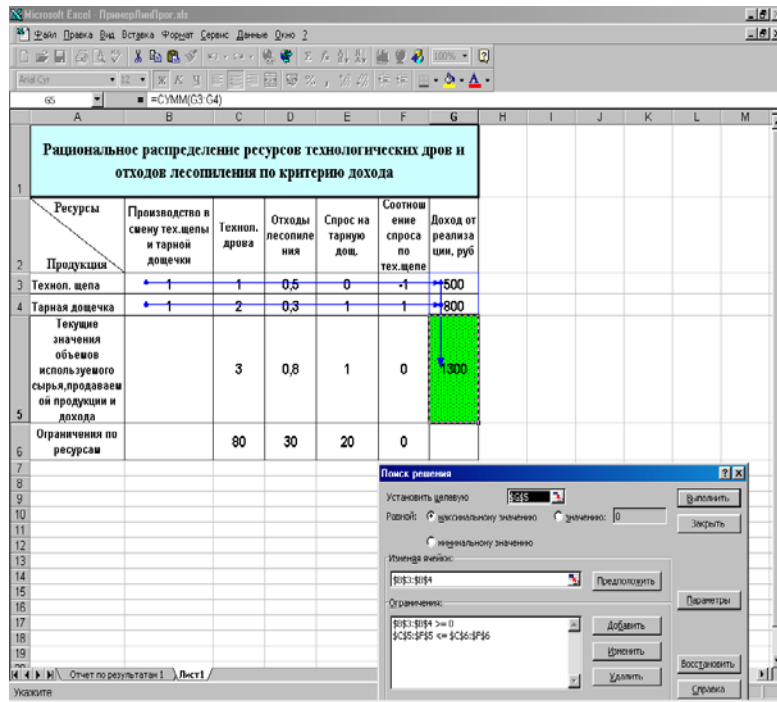 Microsoft Excel - ПримерЛинПрог.xls
Файл Правка Вид Вставка Формат Сервис Данные Окно ?
100%
Arial Cyr 12 Ж К Ч
G5 =СУММ(G3:G4)
A B C D E F G H I J K L M
1
Рациональное распределение ресурсов технологических дров и
отходов лесопиления по критерию дохода
2
Ресурсы
Продукция
Производство в
смену тех.щепы
и тарной
дощечки
Технол.
дрова
Отходы
лесопиле
ния
Спрос на
тарную
дощ.
Соотнош
ение
спроса
по
тех.щепе
Доход от
реализа
ции, руб
3 Технол. щепа 1 1 0,5 0 -1 500
4 Тарная дощечка 1 2 0,3 1 1 800
5
Текущие
значения
объемов
используемого
сырья,продаваем
ой продукции и
дохода
3 0,8 1 0 1300
6
Ограничения по
ресурсам
80 30 20 0
7
8
9
10
11
12
13
14
15
16
17
18
19
Поиск решения
Установить целевую $G$5 Выполнить
Равной: максимальному значению значению: 0 Закрыть
минимальному значению
Изменяя ячейки:
$B$3:$B$4 Предположить
Ограничения: Параметры
$B$3:$B$4 >= 0 Добавить
$C$5:$F$5 <= $C$6:$F$6
Изменить
Восстановить
Удалить
Справка
Отчет по результатам 1 Лист1
Укажите